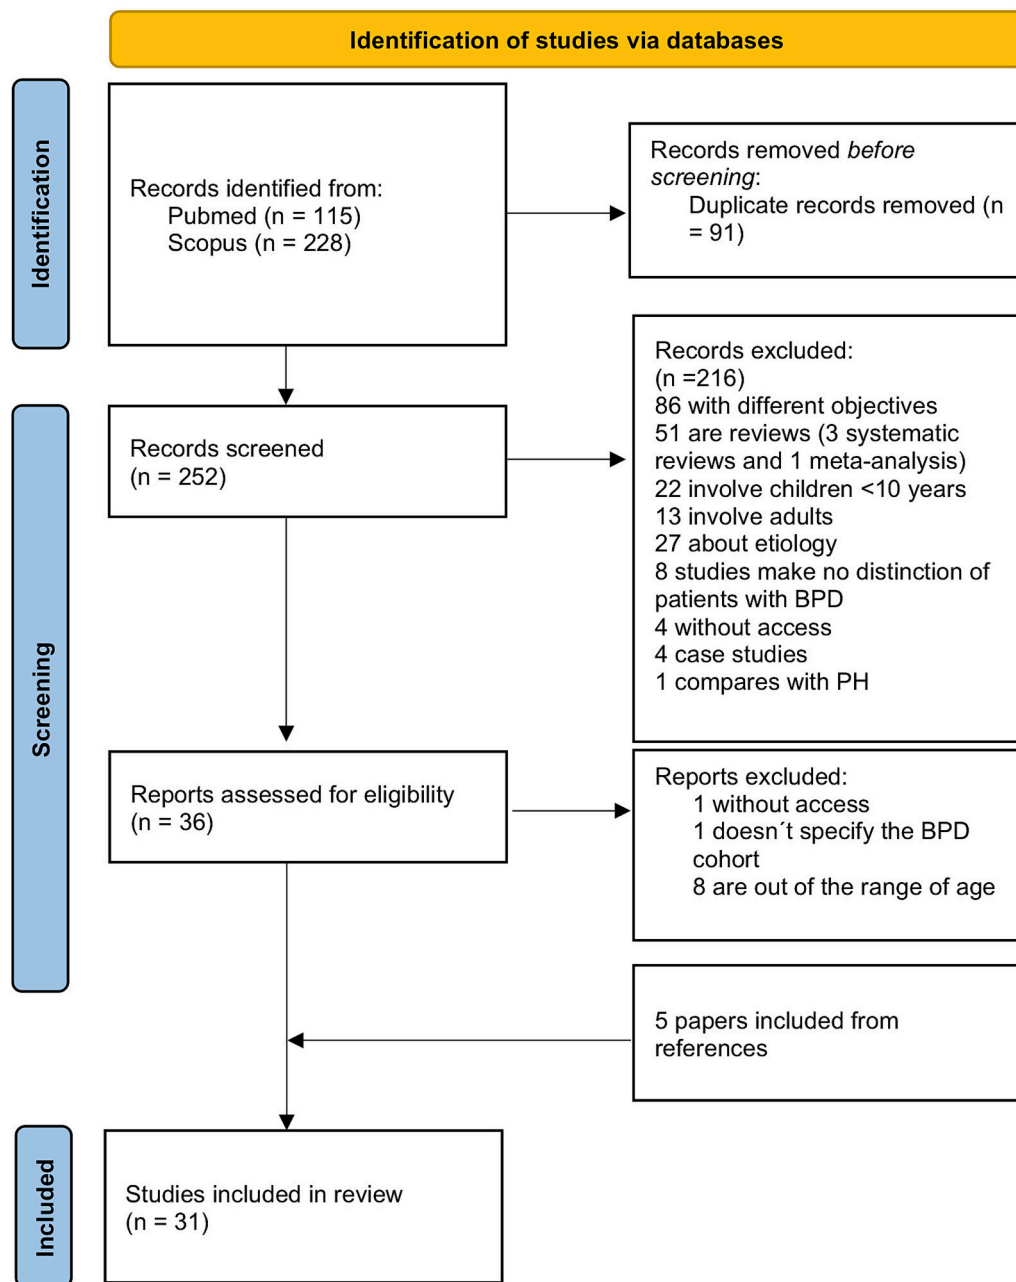 Identification of studies via databases
Identification
Records identified from:
Pubmed (n = 115)
Scopus (n = 228)
Records removed before
screening:
Duplicate records removed (n
= 91)
Screening
Records screened
(n = 252)
Records excluded:
(n =216)
86 with different objectives
51 are reviews (3 systematic
reviews and 1 meta-analysis)
22 involve children <10 years
13 involve adults
27 about etiology
8 studies make no distinction of
patients with BPD
4 without access
4 case studies
1 compares with PH
Reports assessed for eligibility
(n = 36)
Reports excluded:
1 without access
1 doesn´t specify the BPD
cohort
8 are out of the range of age
5 papers included from
references
Included
Studies included in review
(n = 31)